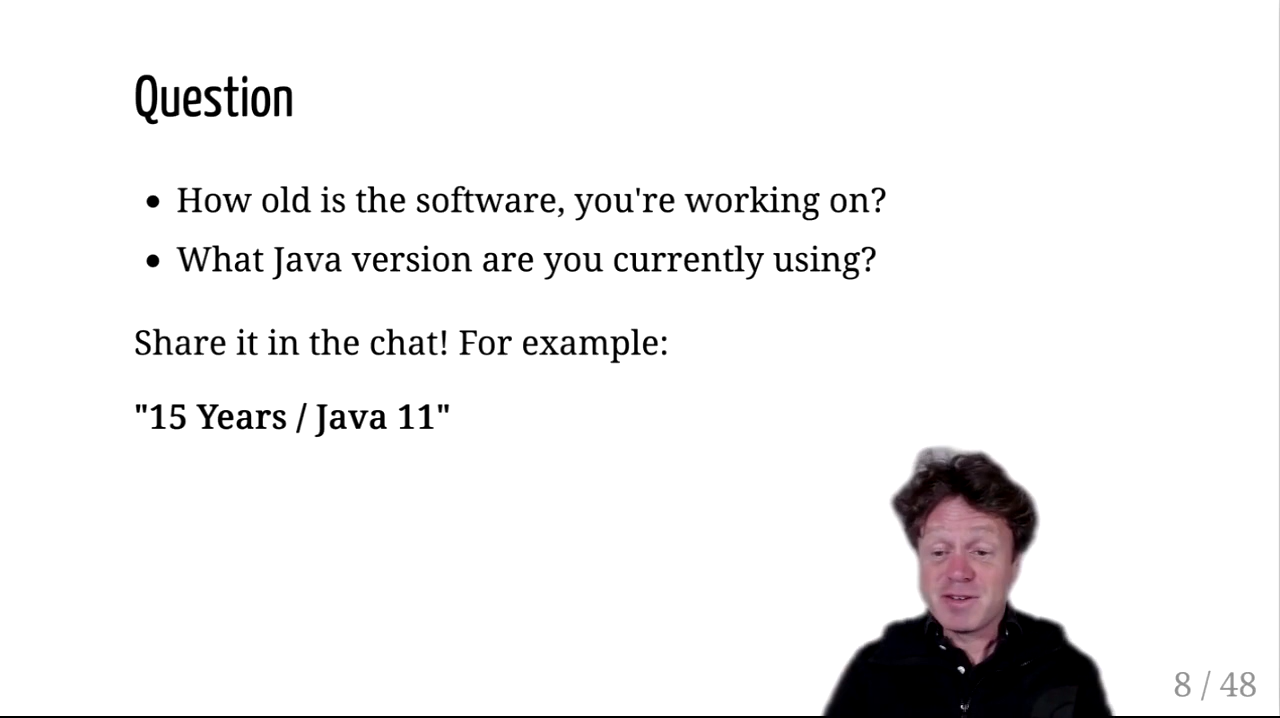 Question
• How old is the software, you're working on?
• What Java version are you currently using?
Share it in the chat! For example:
"15 Years / Java 11"
8 / 48